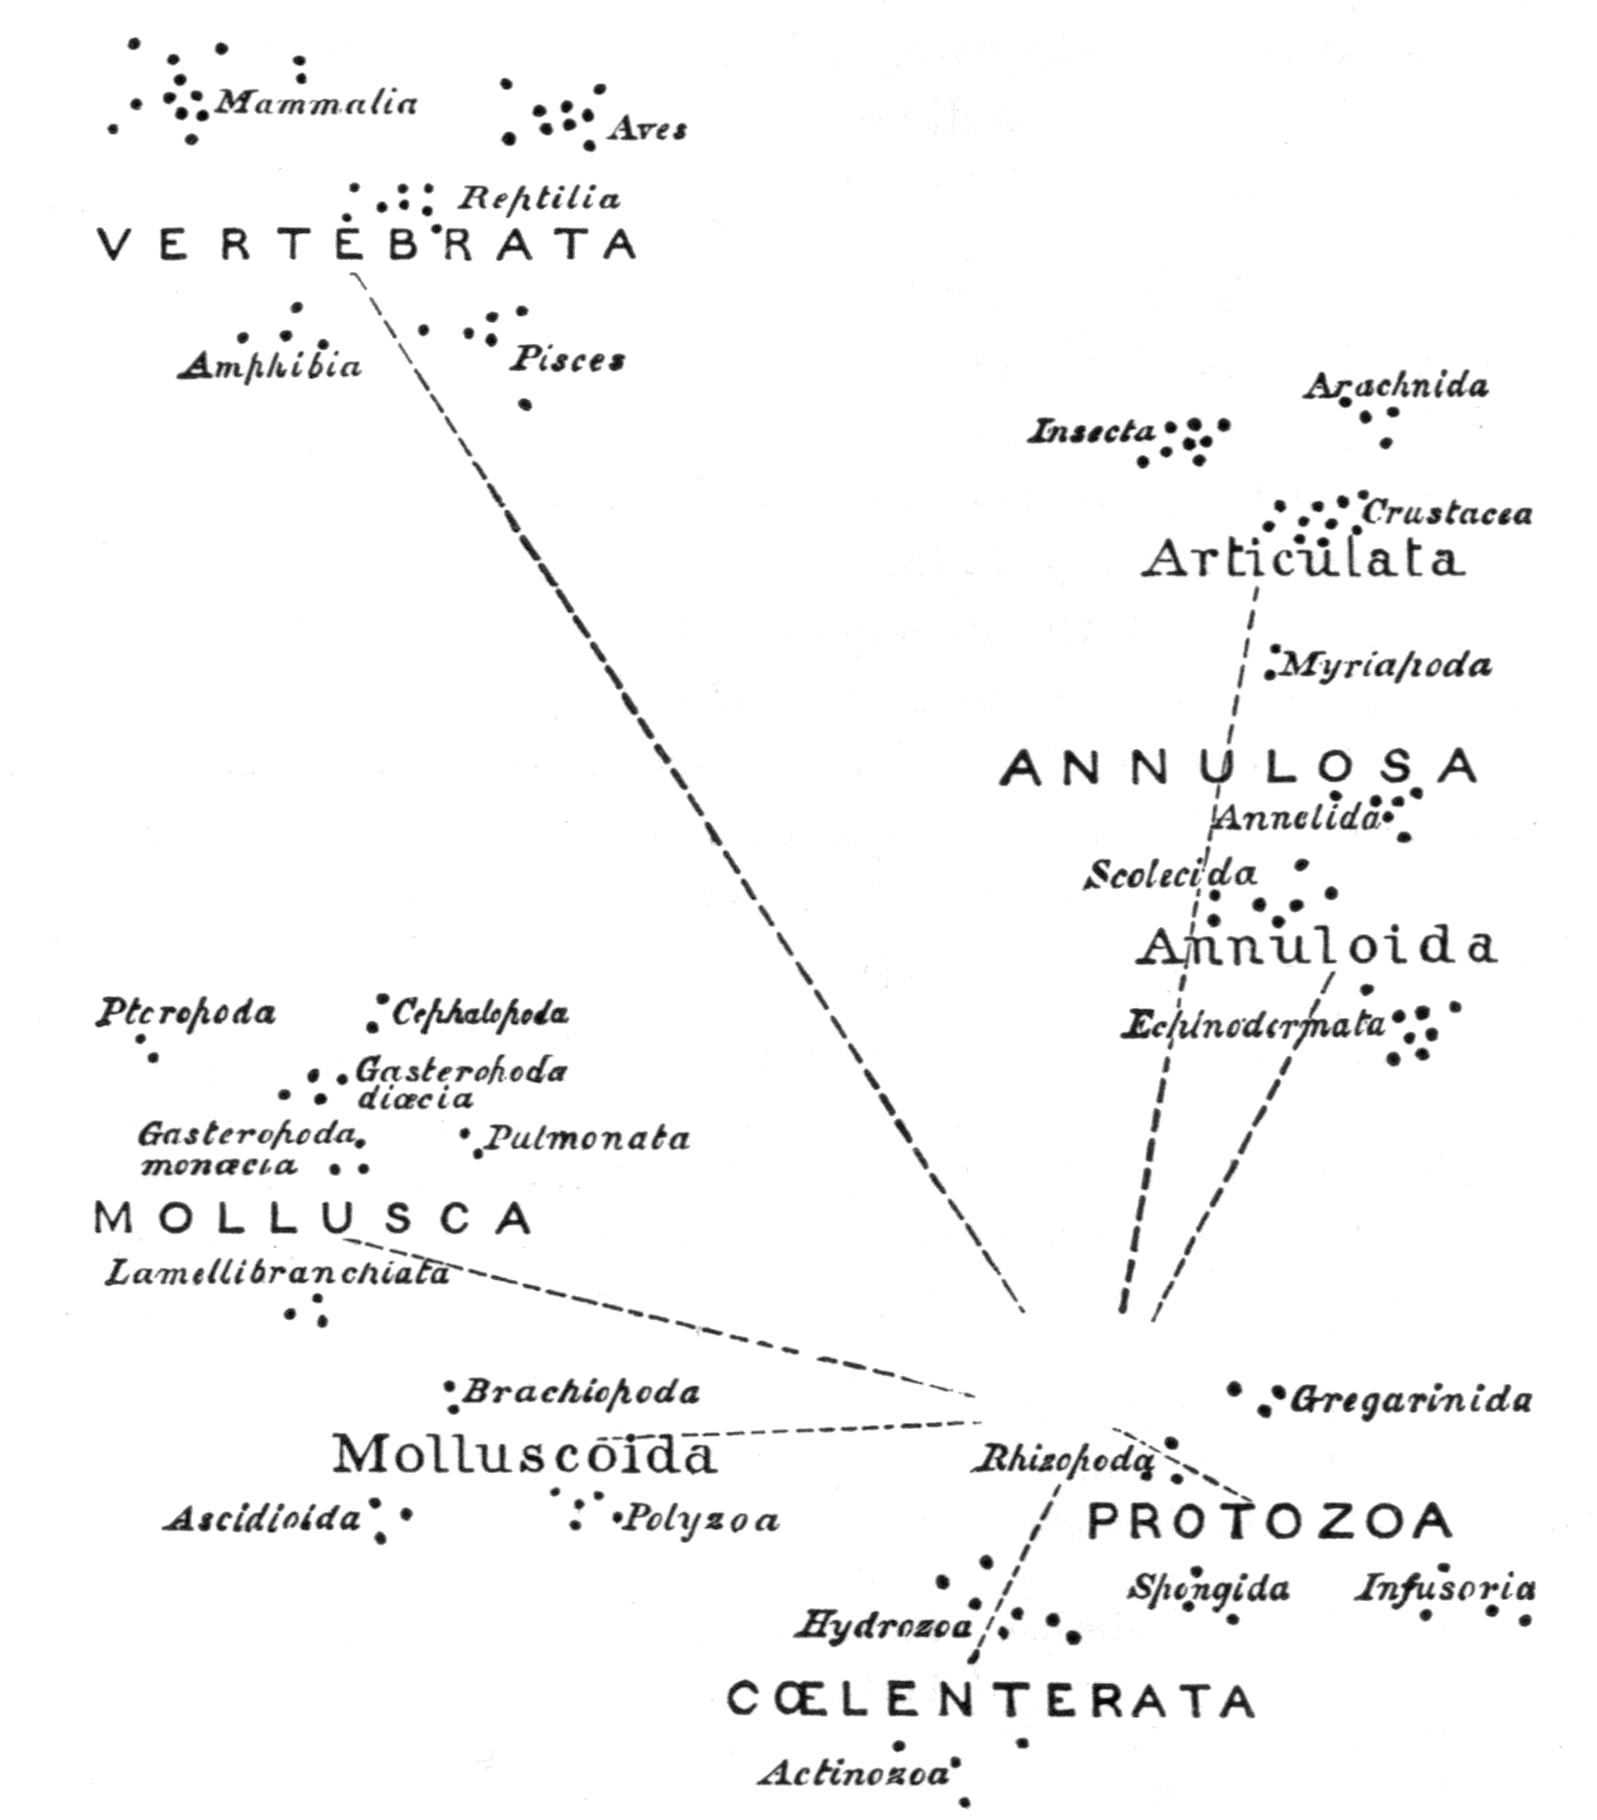 Mammalia
Aves
Reptilia
VERTEBRATA
Amphibia
Pisces
Arachnida
Insecta
Crustacea
Articulata
Myriapoda
ANNULOSA
Annelida
Scolecida
Annuloida
Echinodermata
Pteropoda
Cephalopoda
Gasteropoda
diœcia
Gasteropoda
monœcia
Pulmonata
MOLLUSCA
Lamellibranchiata
Brachiopoda
Molluscoida
Ascidioida
Polyzoa
Gregarinida
Rhizopoda
PROTOZOA
Spongida
Infusoria
Hydrozoa
CŒLENTERATA
Actinozoa